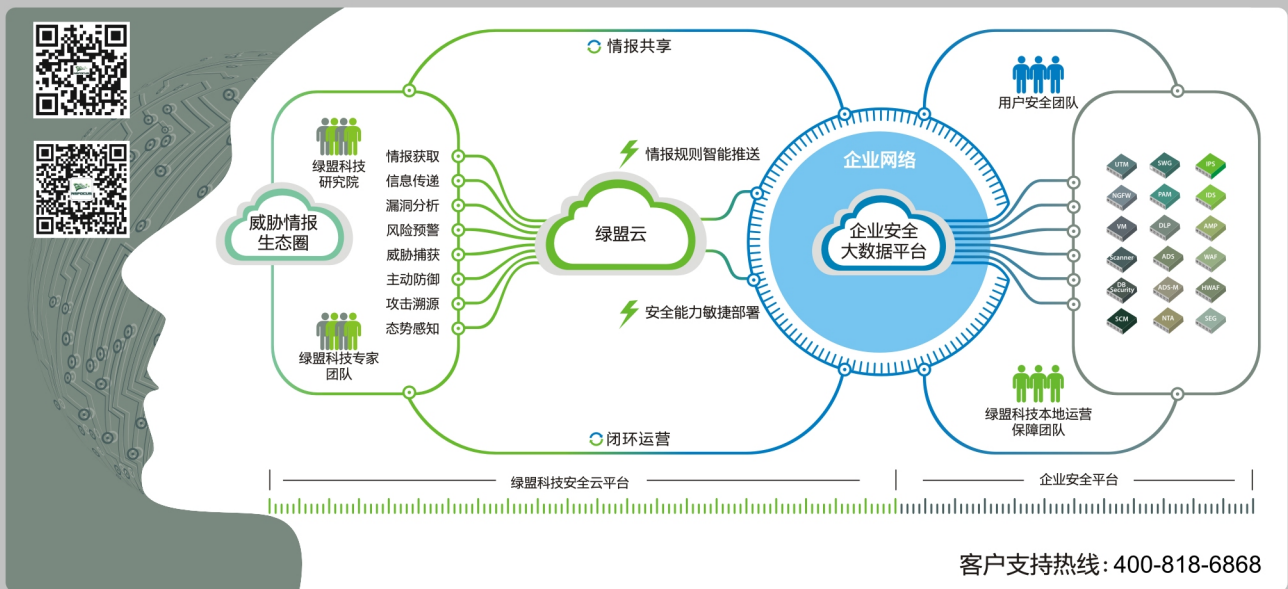 情报共享
用户安全团队
绿盟科技
研究院
情报获取
信息传递
漏洞分析
风险预警
威胁捕获
主动防御
攻击溯源
态势感知
威胁情报
生态圈
绿盟科技专家
团队
情报规则智能推送
绿盟云
安全能力敏捷部署
企业网络
企业安全
大数据平台
UTM
SWG
IPS
NGFW
PAM
IDS
VM
DLP
AMP
Scanner
ADS
WAF
DB
Security
ADS-M
HWAF
SCM
NTA
SEG
绿盟科技本地运营
保障团队
闭环运营
绿盟科技安全云平台
企业安全平台
客户支持热线：400-818-6868